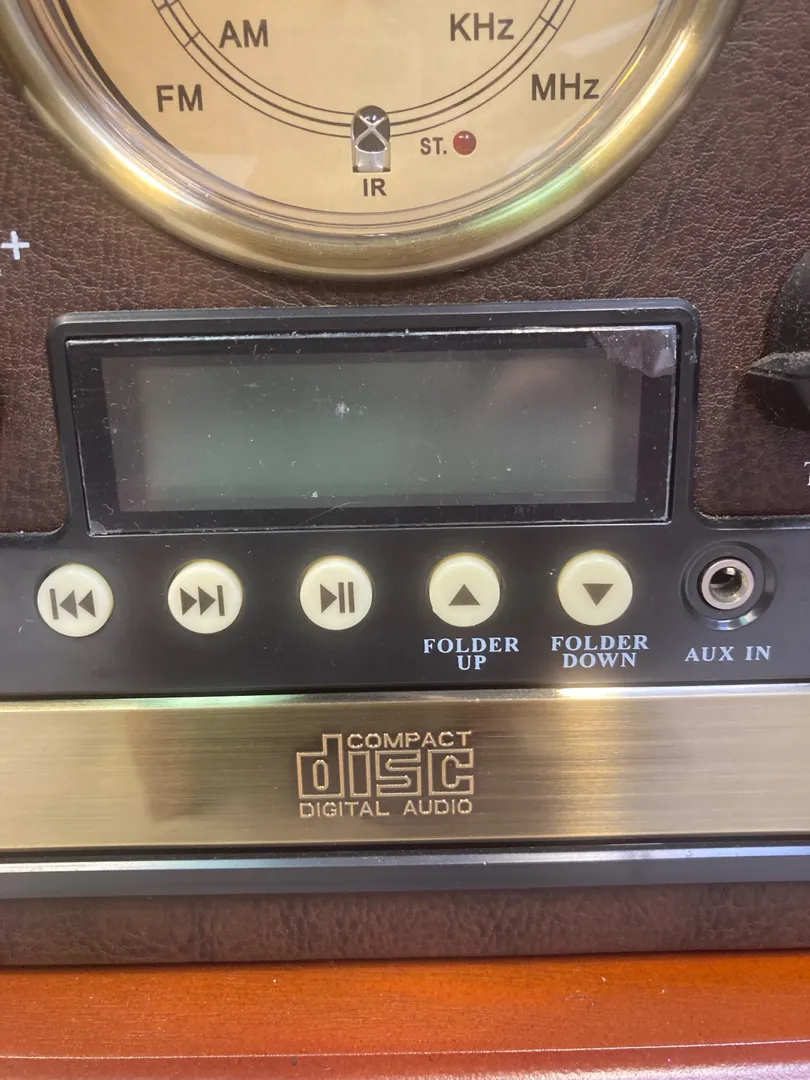 AM KHz
FM MHz
ST.
IR
+
FOLDER UP
FOLDER DOWN
AUX IN
COMPACT
disc
DIGITAL AUDIO